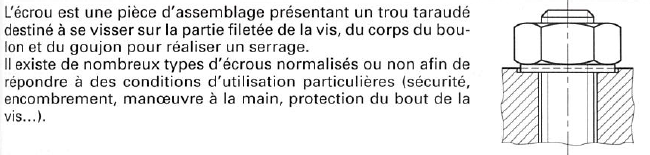 L'écrou est une pièce d'assemblage présentant un trou taraudé
destiné à se visser sur la partie filetée de la vis, du corps du bou-
lon et du goujon pour réaliser un serrage.
Il existe de nombreux types d'écrous normalisés ou non afin de
répondre à des conditions d'utilisation particulières (sécurité,
encombrement, manœuvre à la main, protection du bout de la
vis...).